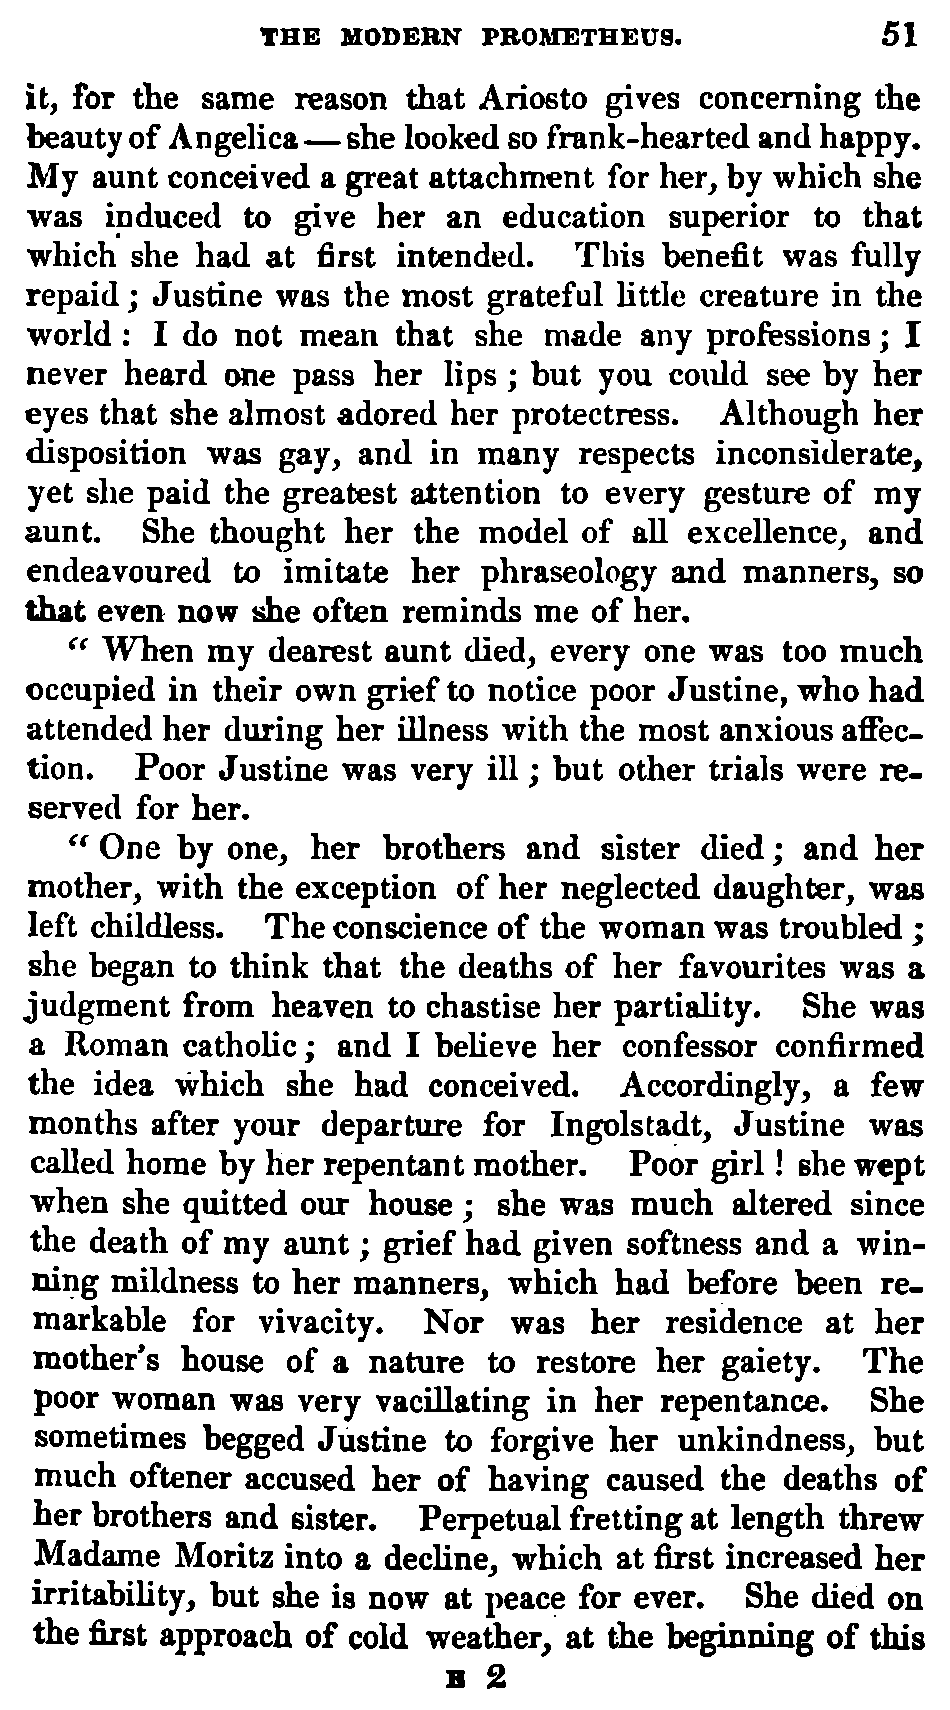 THE MODERN PROMETHEUS. 51
it, for the same reason that Ariosto gives concerning the
beauty of Angelica — she looked so frank-hearted and happy.
My aunt conceived a great attachment for her, by which she
was induced to give her an education superior to that
which she had at first intended. This benefit was fully
repaid ; Justine was the most grateful little creature in the
world : I do not mean that she made any professions ; I
never heard one pass her lips ; but you could see by her
eyes that she almost adored her protectress. Although her
disposition was gay, and in many respects inconsiderate,
yet she paid the greatest attention to every gesture of my
aunt. She thought her the model of all excellence, and
endeavoured to imitate her phraseology and manners, so
that even now she often reminds me of her.
“ When my dearest aunt died, every one was too much
occupied in their own grief to notice poor Justine, who had
attended her during her illness with the most anxious affec-
tion. Poor Justine was very ill ; but other trials were re-
served for her.
“ One by one, her brothers and sister died ; and her
mother, with the exception of her neglected daughter, was
left childless. The conscience of the woman was troubled ;
she began to think that the deaths of her favourites was a
judgment from heaven to chastise her partiality. She was
a Roman catholic ; and I believe her confessor confirmed
the idea which she had conceived. Accordingly, a few
months after your departure for Ingolstadt, Justine was
called home by her repentant mother. Poor girl ! she wept
when she quitted our house ; she was much altered since
the death of my aunt ; grief had given softness and a win-
ning mildness to her manners, which had before been re-
markable for vivacity. Nor was her residence at her
mother's house of a nature to restore her gaiety. The
poor woman was very vacillating in her repentance. She
sometimes begged Justine to forgive her unkindness, but
much oftener accused her of having caused the deaths of
her brothers and sister. Perpetual fretting at length threw
Madame Moritz into a decline, which at first increased her
irritability, but she is now at peace for ever. She died on
the first approach of cold weather, at the beginning of this
E 2